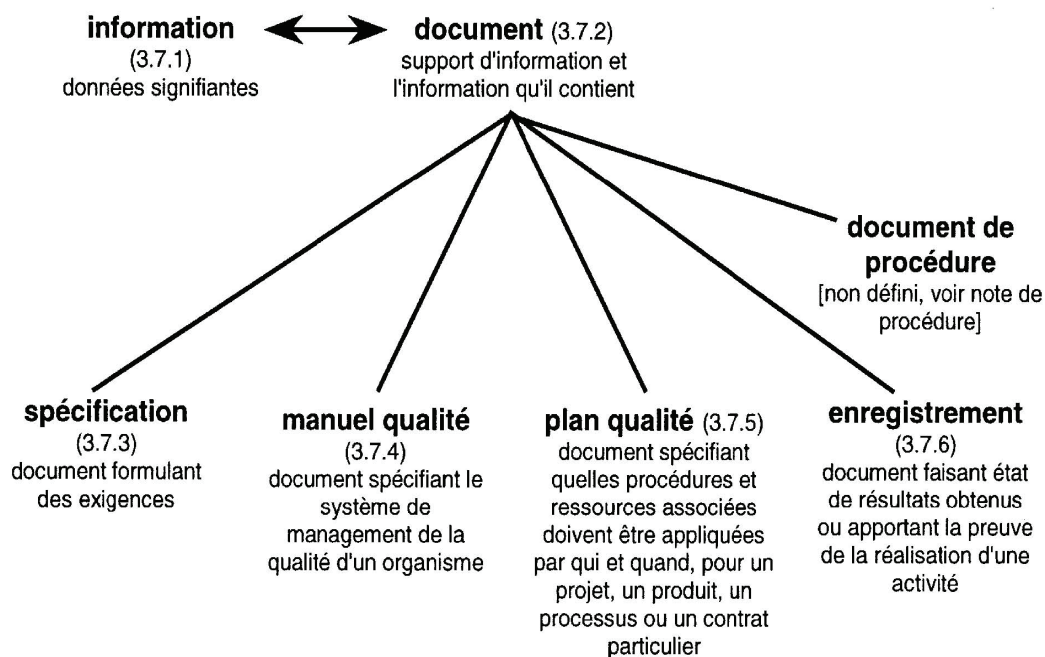 information
(3.7.1)
données signifiantes
document (3.7.2)
support d'information et
l'information qu'il contient
document de
procédure
[non défini, voir note de
procédure]
spécification
(3.7.3)
document formulant
des exigences
manuel qualité
(3.7.4)
document spécifiant le
système de
management de la
qualité d'un organisme
plan qualité (3.7.5)
document spécifiant
quelles procédures et
ressources associées
doivent être appliquées
par qui et quand, pour un
projet, un produit, un
processus ou un contrat
particulier
enregistrement
(3.7.6)
document faisant état
de résultats obtenus
ou apportant la preuve
de la réalisation d'une
activité